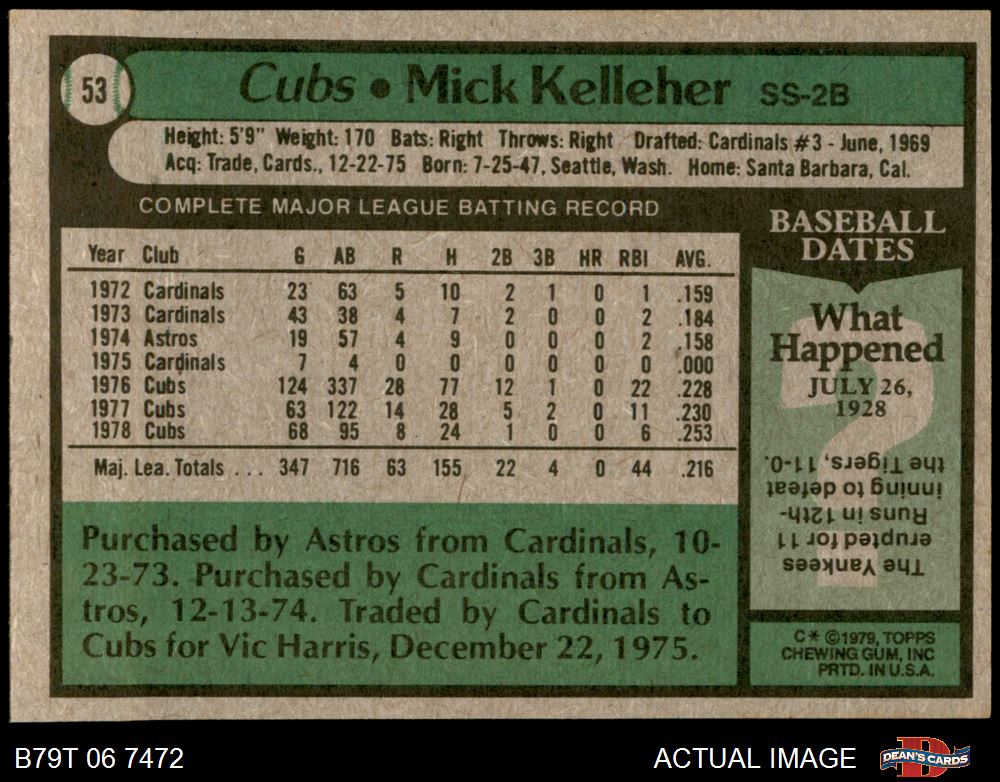 53
Cubs • Mick Kelleher SS-2B
Height: 5'9" Weight: 170 Bats: Right Throws: Right Drafted: Cardinals #3 - June, 1969
Acq: Trade, Cards., 12-22-75 Born: 7-25-47, Seattle, Wash. Home: Santa Barbara, Cal.
COMPLETE MAJOR LEAGUE BATTING RECORD
Year Club G AB R H 2B 3B HR RBI AVG.
1972 Cardinals 23 63 5 10 2 1 0 1 .159
1973 Cardinals 43 38 4 7 2 0 0 2 .184
1974 Astros 19 57 4 9 0 0 0 2 .158
1975 Cardinals 7 4 0 0 0 0 0 0 .000
1976 Cubs 124 337 28 77 12 1 0 22 .228
1977 Cubs 63 122 14 28 5 2 0 11 .230
1978 Cubs 68 95 8 24 1 0 0 6 .253
Maj. Lea. Totals ... 347 716 63 155 22 4 0 44 .216
Purchased by Astros from Cardinals, 10-
23-73. Purchased by Cardinals from As-
tros, 12-13-74. Traded by Cardinals to
Cubs for Vic Harris, December 22, 1975.
BASEBALL
DATES
What
Happened
JULY 26,
1928
?
The Yankees
erupted for 11
Runs in 12th-
inning to defeat
the Tigers, 11-0.
C* ©1979, TOPPS
CHEWING GUM, INC
PRTD. IN U.S.A.
B79T 06 7472
ACTUAL IMAGE
D
DEAN'S CARDS